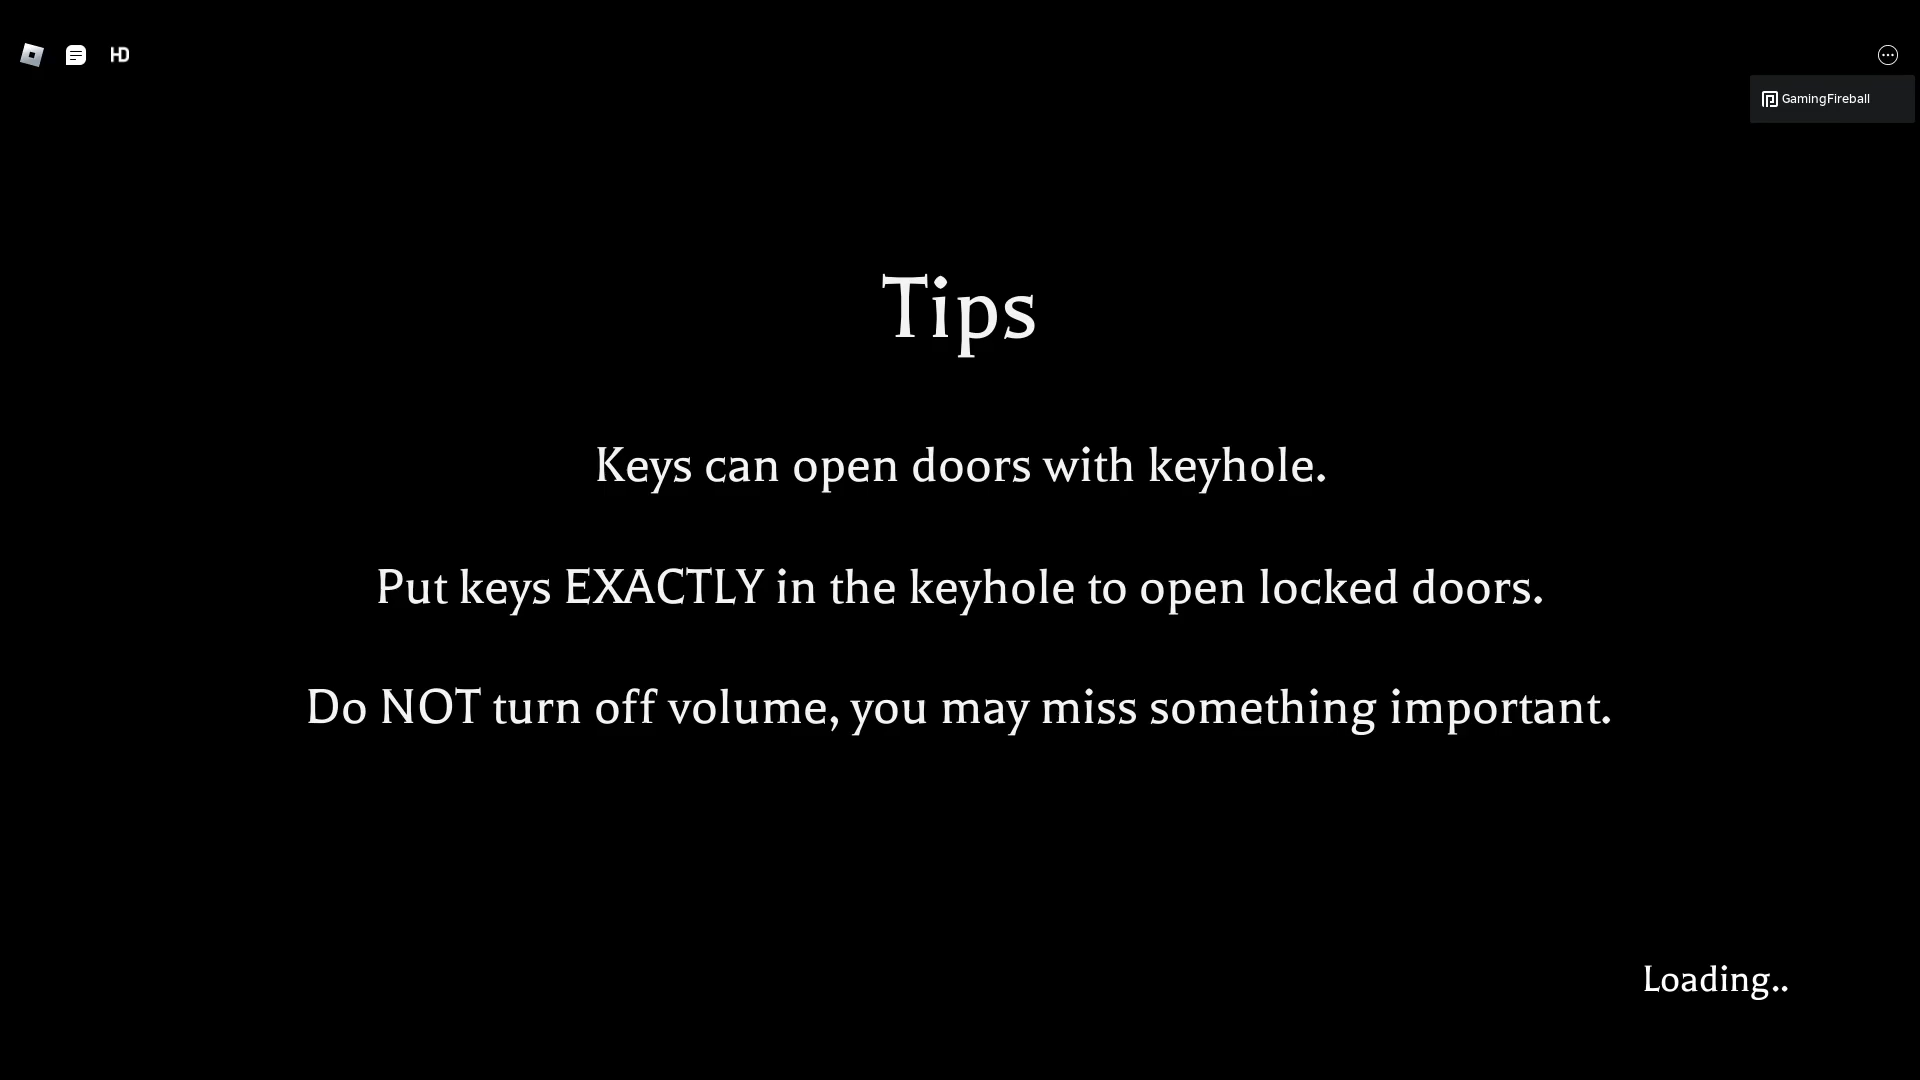 HD
GamingFireball
Tips
Keys can open doors with keyhole.
Put keys EXACTLY in the keyhole to open locked doors.
Do NOT turn off volume, you may miss something important.
Loading..